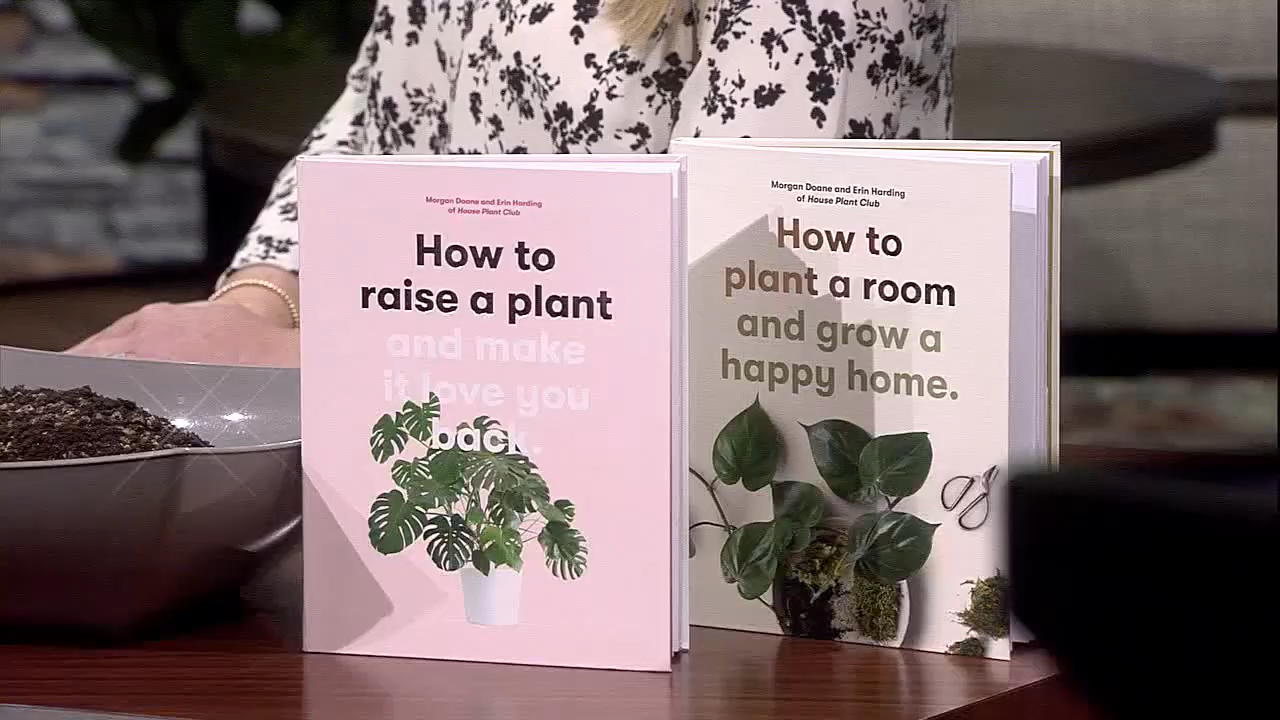 Morgan Doane and Erin Harding
of House Plant Club
How to
raise a plant
and make
it love you
back.
Morgan Doane and Erin Harding
of House Plant Club
How to
plant a room
and grow a
happy home.